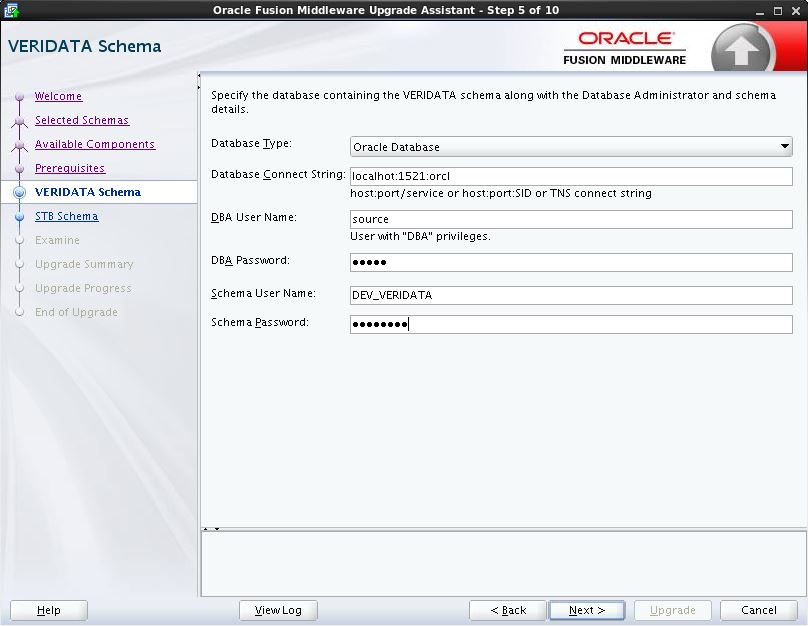 Oracle Fusion Middleware Upgrade Assistant - Step 5 of 10
VERIDATA Schema
ORACLE
FUSION MIDDLEWARE
Welcome
Selected Schemas
Available Components
Prerequisites
VERIDATA Schema
STB Schema
Examine
Upgrade Summary
Upgrade Progress
End of Upgrade
Specify the database containing the VERIDATA schema along with the Database Administrator and schema
details.
Database Type: Oracle Database
Database Connect String: localhot:1521:orcl
host:port/service or host:port:SID or TNS connect string
DBA User Name: source
User with "DBA" privileges.
DBA Password: •••••
Schema User Name: DEV_VERIDATA
Schema Password: ••••••••
Help View Log < Back Next > Upgrade Cancel